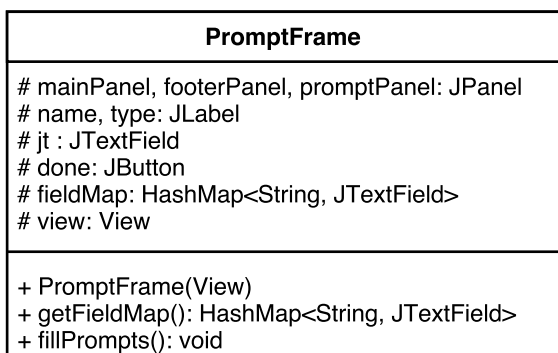 PromptFrame
# mainPanel, footerPanel, promptPanel: JPanel
# name, type: JLabel
# jt : JTextField
# done: JButton
# fieldMap: HashMap<String, JTextField>
# view: View
+ PromptFrame(View)
+ getFieldMap(): HashMap<String, JTextField>
+ fillPrompts(): void